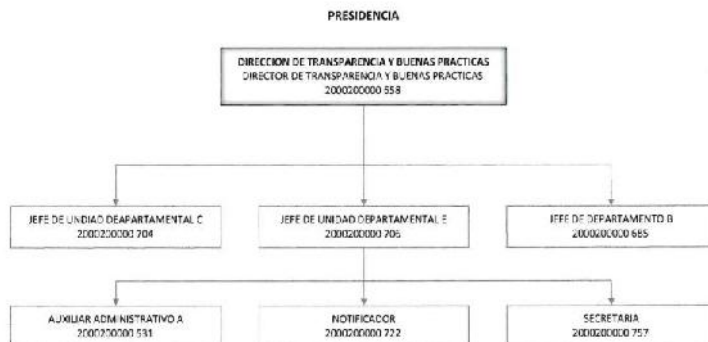 PRESIDENCIA
DIRECCION DE TRANSPARENCIA Y BUENAS PRACTICAS
DIRECTOR DE TRANSPARENCIA Y BUENAS PRACTICAS
2000200000 658
JEFE DE UNDIAD DEAPARTAMENTAL C
2000200000 704
JEFE DE UNIDAD DEPARTAMENTAL E
2000200000 706
JEFE DE DEPARTAMENTO B
2000200000 685
AUXILIAR ADMINISTRATIVO A
2000200000 531
NOTIFICADOR
2000200000 722
SECRETARIA
2000200000 757